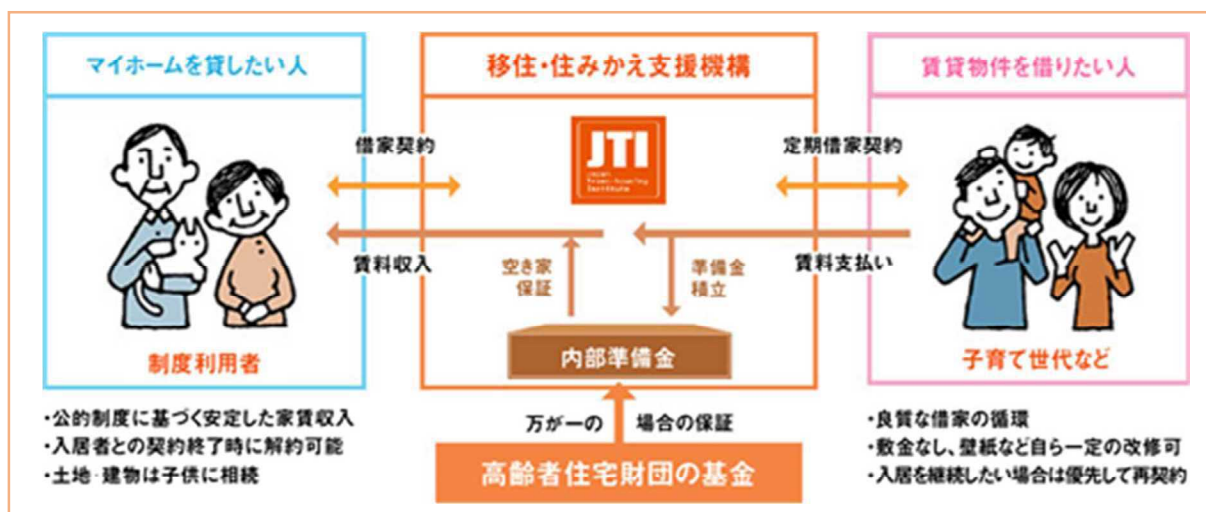 マイホームを貸したい人
移住・住みかえ支援機構
賃貸物件を借りたい人
JTI
借家契約
定期借家契約
賃料収入
空き家
保証
準備金
積立
賃料支払い
内部準備金
制度利用者
子育て世代など
・公的制度に基づく安定した家賃収入
・入居者との契約終了時に解約可能
・土地・建物は子供に相続
万が一の 場合の保証
高齢者住宅財団の基金
・良質な借家の循環
・敷金なし、壁紙など自ら一定の改修可
・入居を継続したい場合は優先して再契約